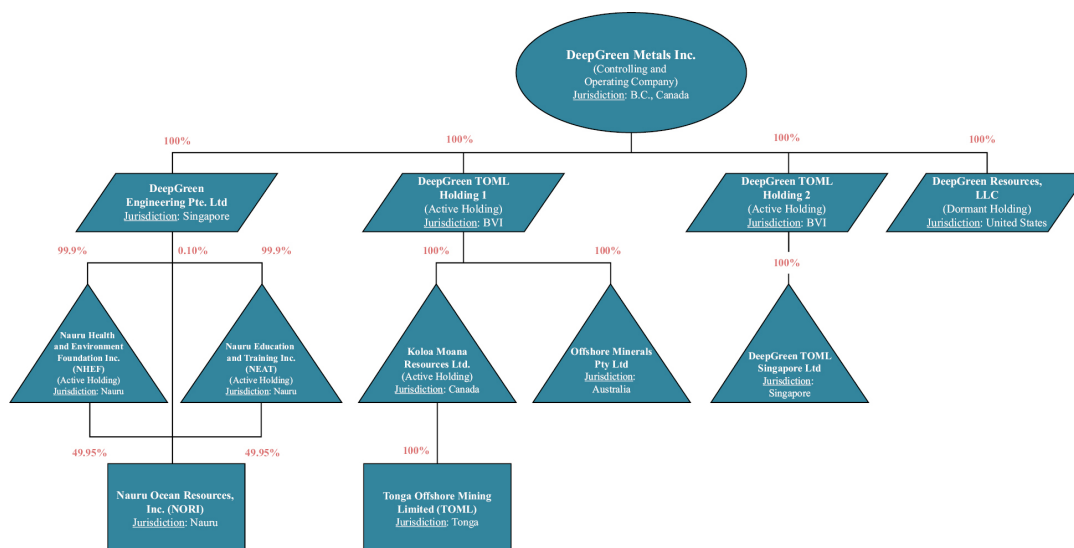 DeepGreen Metals Inc.
(Controlling and
Operating Company)
Jurisdiction: B.C., Canada
100%
100%
100%
100%
DeepGreen
Engineering Pte. Ltd
Jurisdiction: Singapore
DeepGreen TOML
Holding 1
(Active Holding)
Jurisdiction: BVI
DeepGreen TOML
Holding 2
(Active Holding)
Jurisdiction: BVI
DeepGreen Resources,
LLC
(Dormant Holding)
Jurisdiction: United States
99.9%
0.10%
99.9%
100%
100%
100%
Nauru Health
and Environment
Foundation Inc.
(NHEF)
(Active Holding)
Jurisdiction: Nauru
Nauru Education
and Training Inc.
(NEAT)
(Active Holding)
Jurisdiction: Nauru
Koloa Moana
Resources Ltd.
(Active Holding)
Jurisdiction: Canada
Offshore Minerals
Pty Ltd
Jurisdiction:
Australia
DeepGreen TOML
Singapore Ltd
Jurisdiction:
Singapore
49.95%
49.95%
100%
Nauru Ocean Resources,
Inc. (NORI)
Jurisdiction: Nauru
Tonga Offshore Mining
Limited (TOML)
Jurisdiction: Tonga